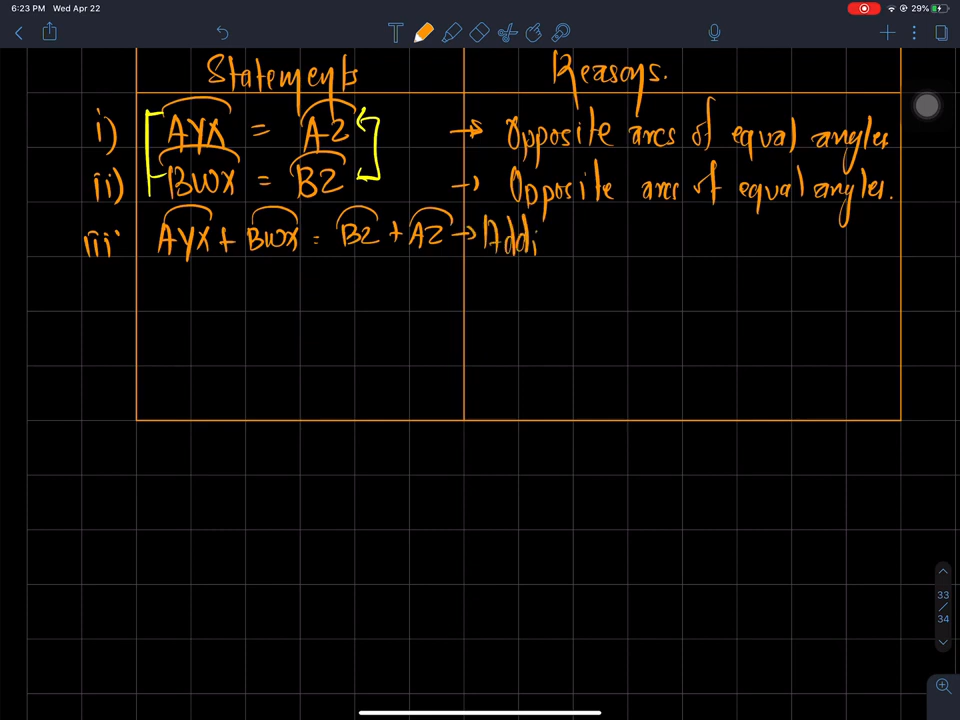 6:23 PM Wed Apr 22 29%
T
Statements Reasons.
i) AYX = AZ → Opposite arcs of equal angles
ii) BWX = BZ → Opposite arcs of equal angles.
iii AYX + BWX = BZ + AZ → Addi
33
/
34